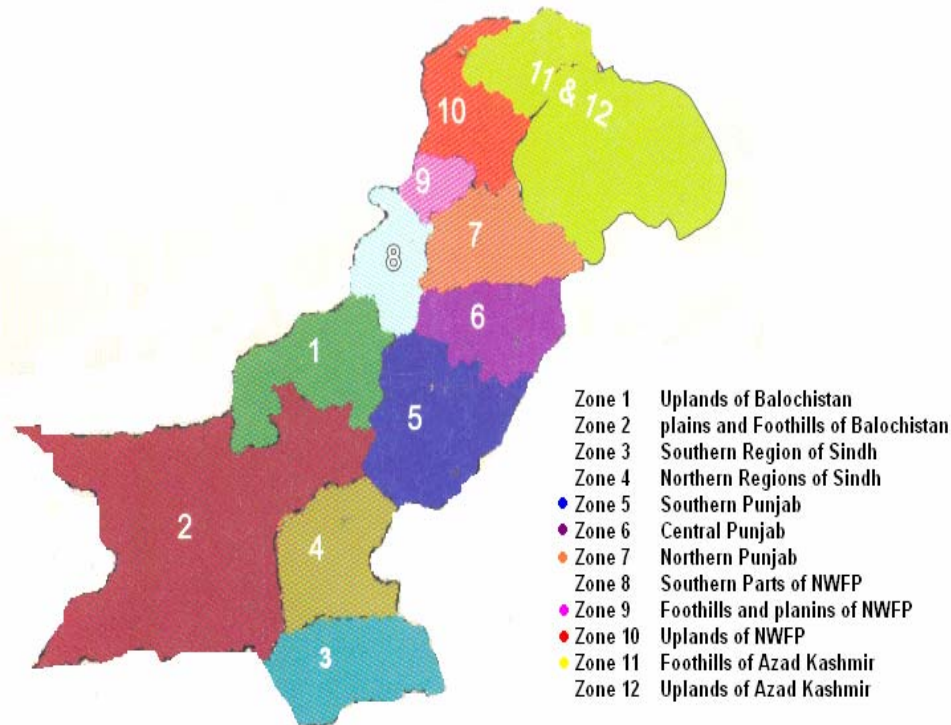 11 & 12
10
9
7
8
6
1
5
2
4
3
Zone 1 Uplands of Balochistan
Zone 2 plains and Foothills of Balochistan
Zone 3 Southern Region of Sindh
Zone 4 Northern Regions of Sindh
Zone 5 Southern Punjab
Zone 6 Central Punjab
Zone 7 Northern Punjab
Zone 8 Southern Parts of NWFP
Zone 9 Foothills and planins of NWFP
Zone 10 Uplands of NWFP
Zone 11 Foothills of Azad Kashmir
Zone 12 Uplands of Azad Kashmir